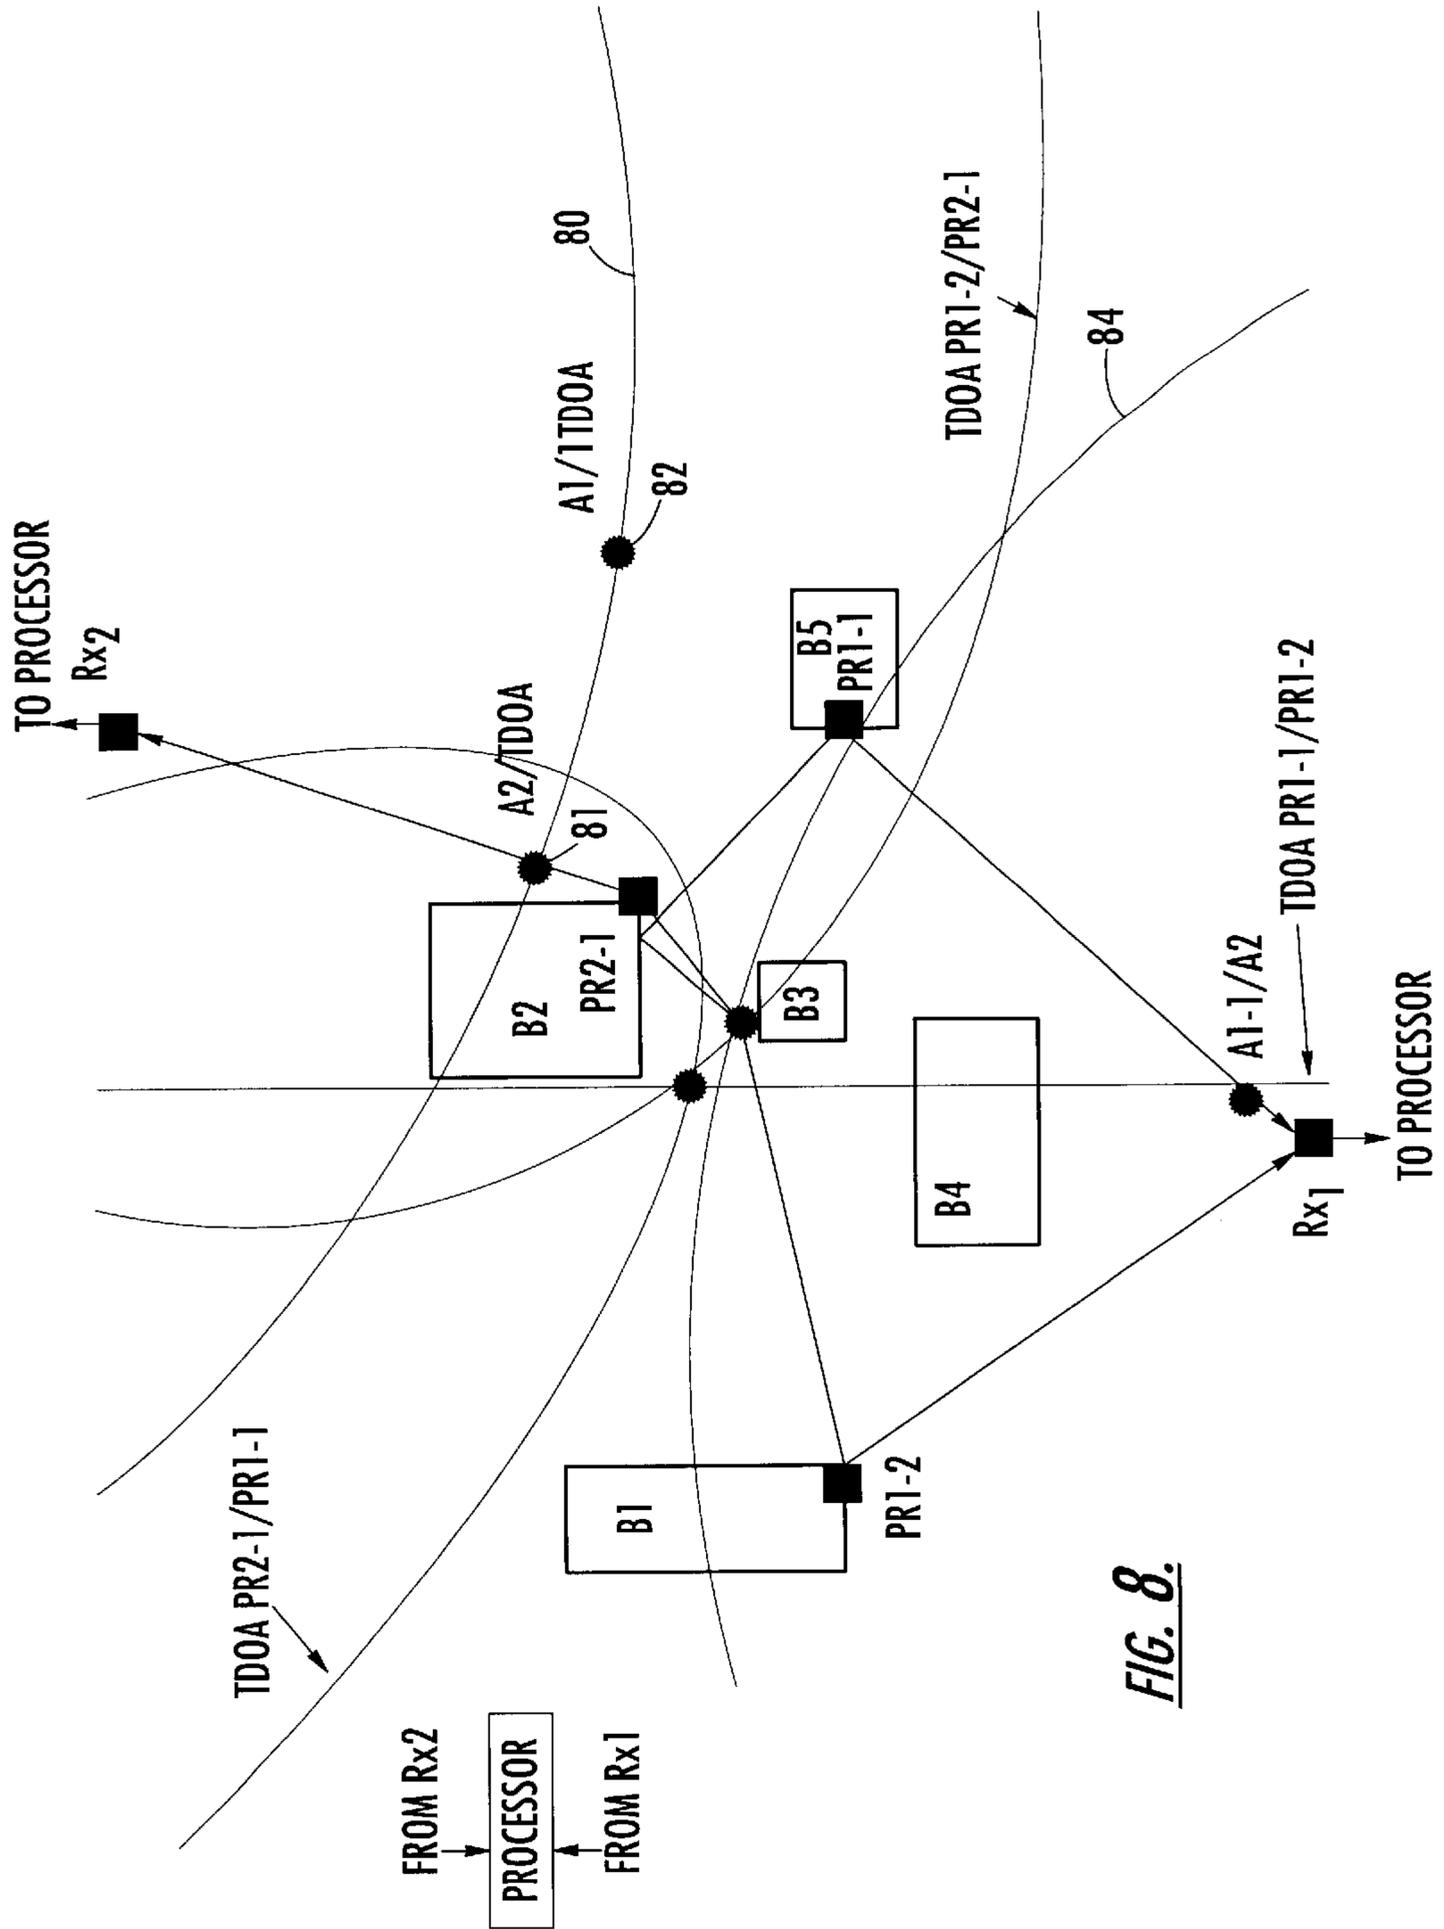 TO PROCESSOR
Rx2
80
A1/1TDOA
82
A2/TDOA
81
TDOA PR1-2/PR2-1
84
B5
PR1-1
B2
PR2-1
B3
B4
A1-1/A2
TDOA PR1-1/PR1-2
Rx1
TO PROCESSOR
B1
PR1-2
TDOA PR2-1/PR1-1
FROM Rx2
PROCESSOR
FROM Rx1
FIG. 8.